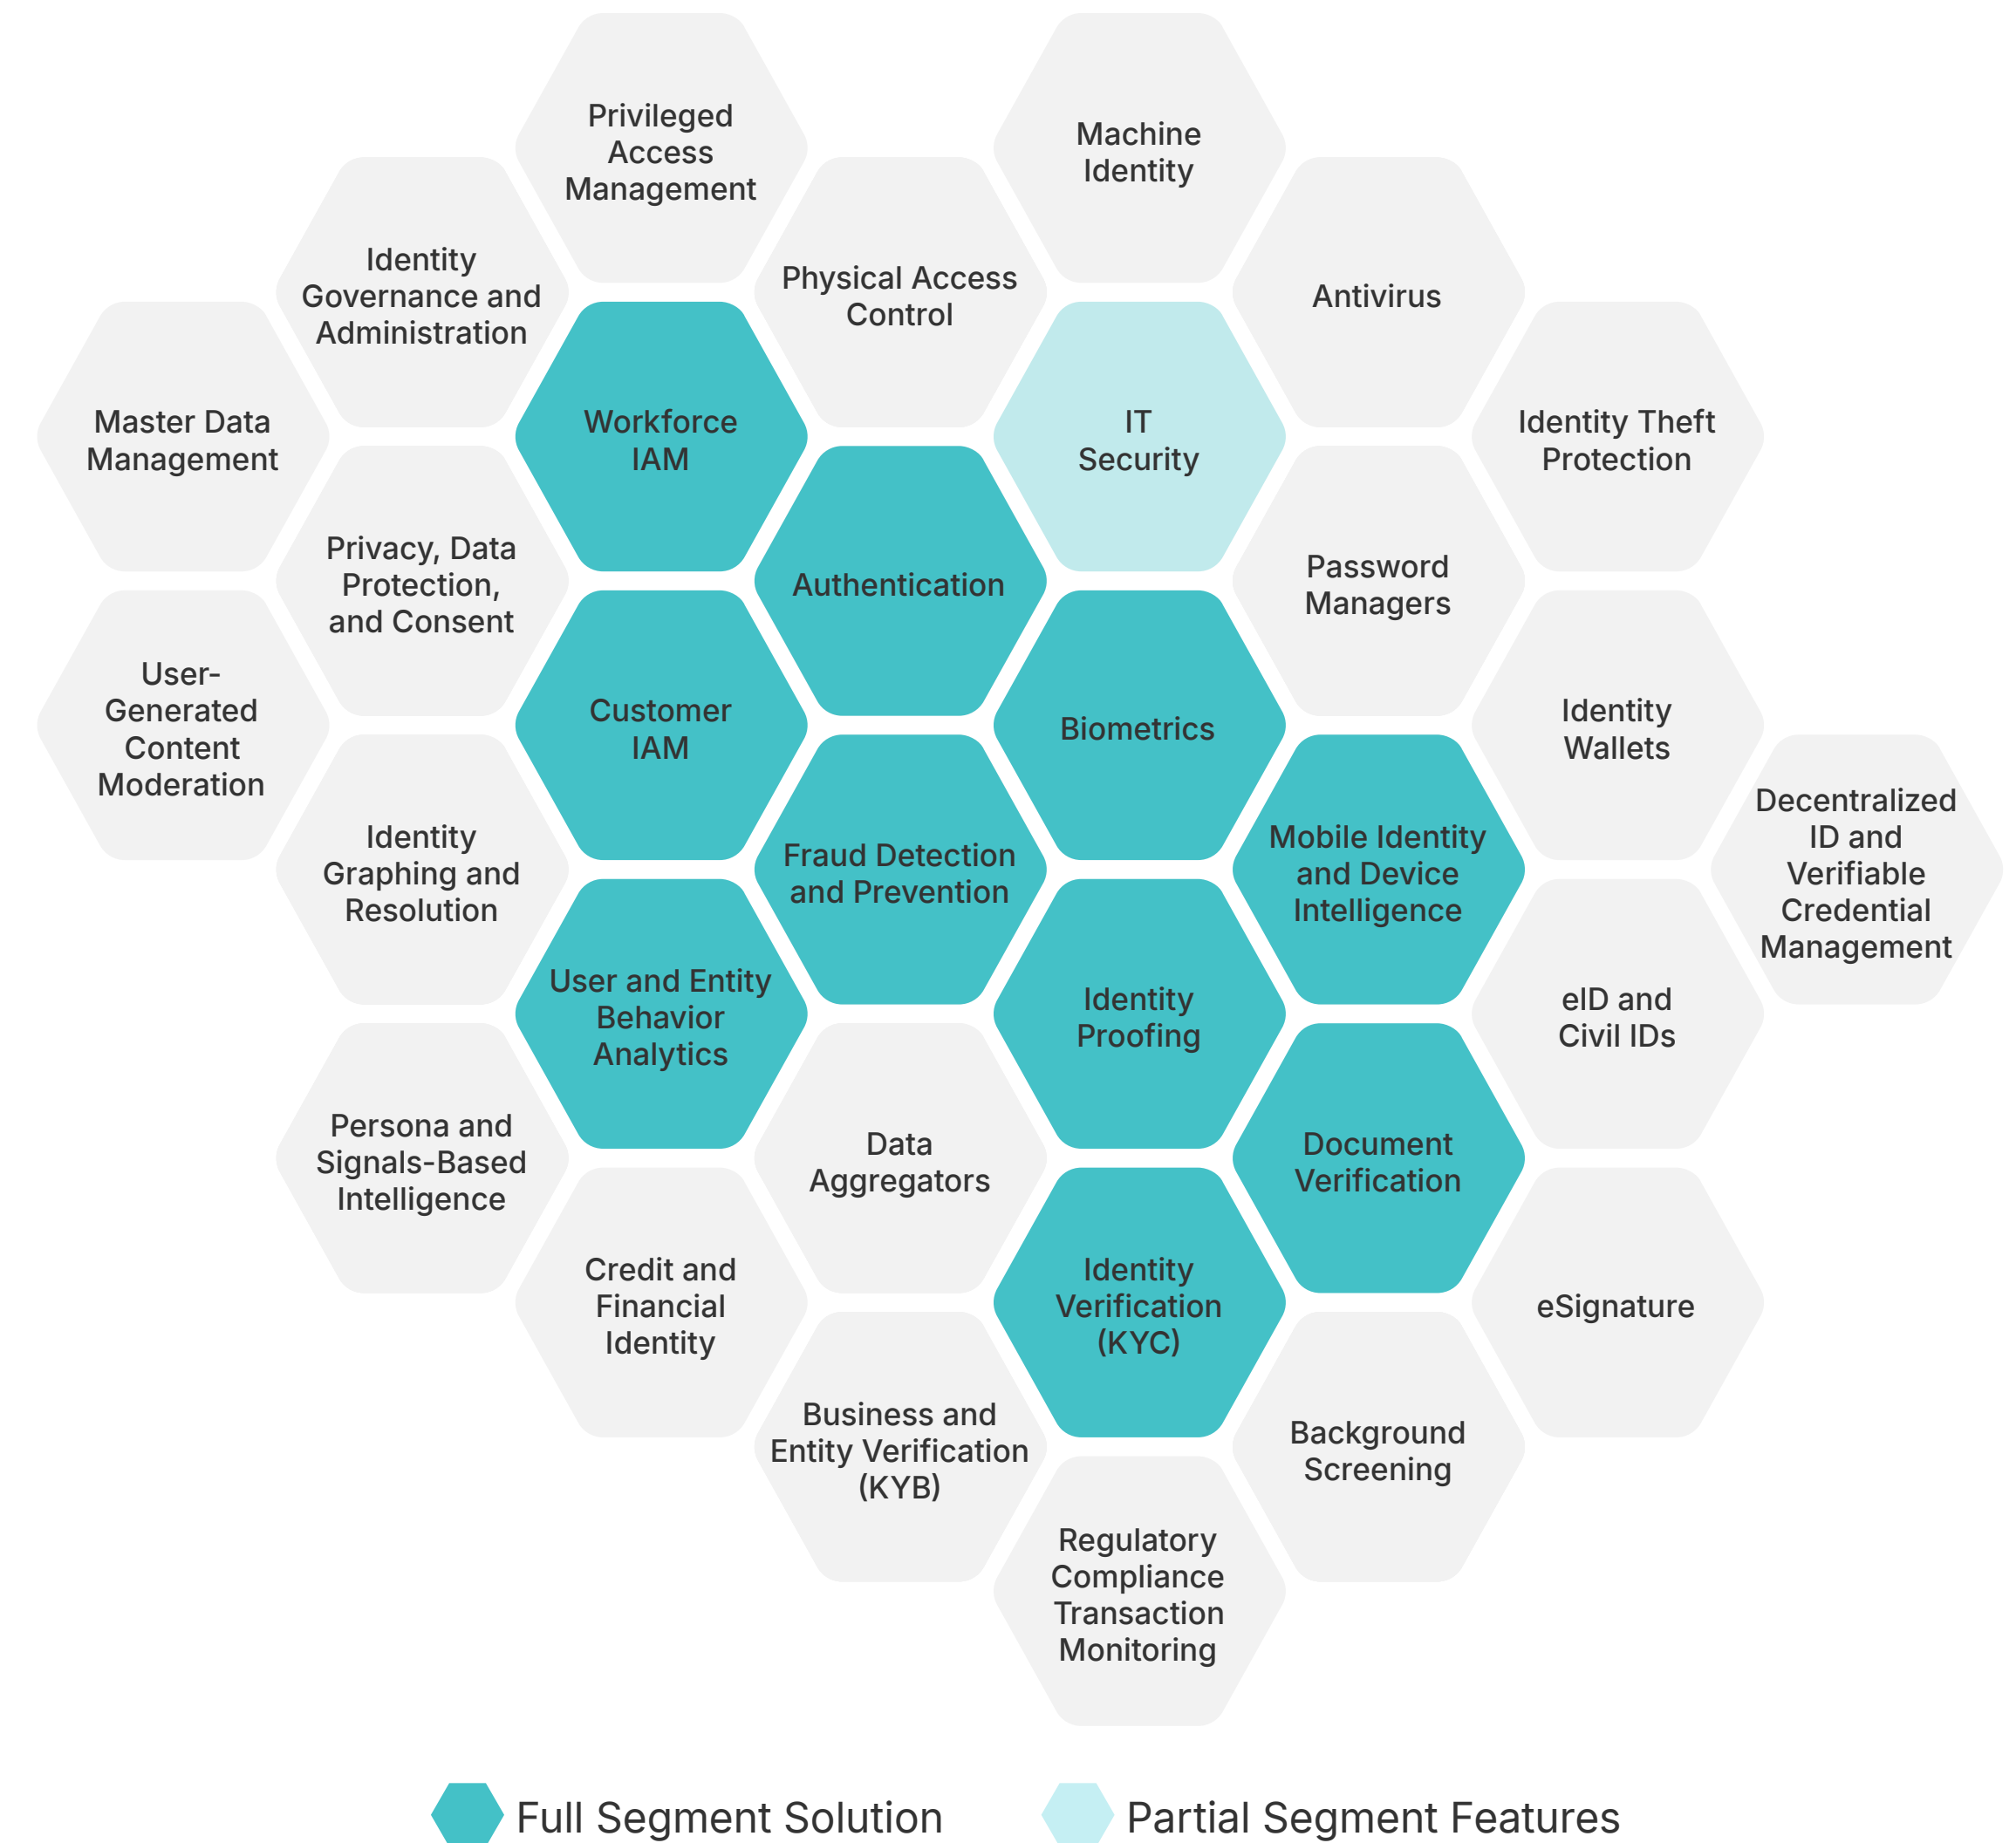 Privileged
Access
Management
Machine
Identity
Identity
Governance and
Administration
Physical Access
Control
Antivirus
Master Data
Management
Workforce
IAM
IT
Security
Identity Theft
Protection
Privacy, Data
Protection,
and Consent
Authentication
Password
Managers
User-
Generated
Content
Moderation
Customer
IAM
Biometrics
Identity
Wallets
Identity
Graphing and
Resolution
Fraud Detection
and Prevention
Mobile Identity
and Device
Intelligence
Decentralized
ID and
Verifiable
Credential
Management
User and Entity
Behavior
Analytics
Identity
Proofing
eID and
Civil IDs
Persona and
Signals-Based
Intelligence
Data
Aggregators
Document
Verification
Credit and
Financial
Identity
Identity
Verification
(KYC)
eSignature
Business and
Entity Verification
(KYB)
Background
Screening
Regulatory
Compliance
Transaction
Monitoring
Full Segment Solution
Partial Segment Features